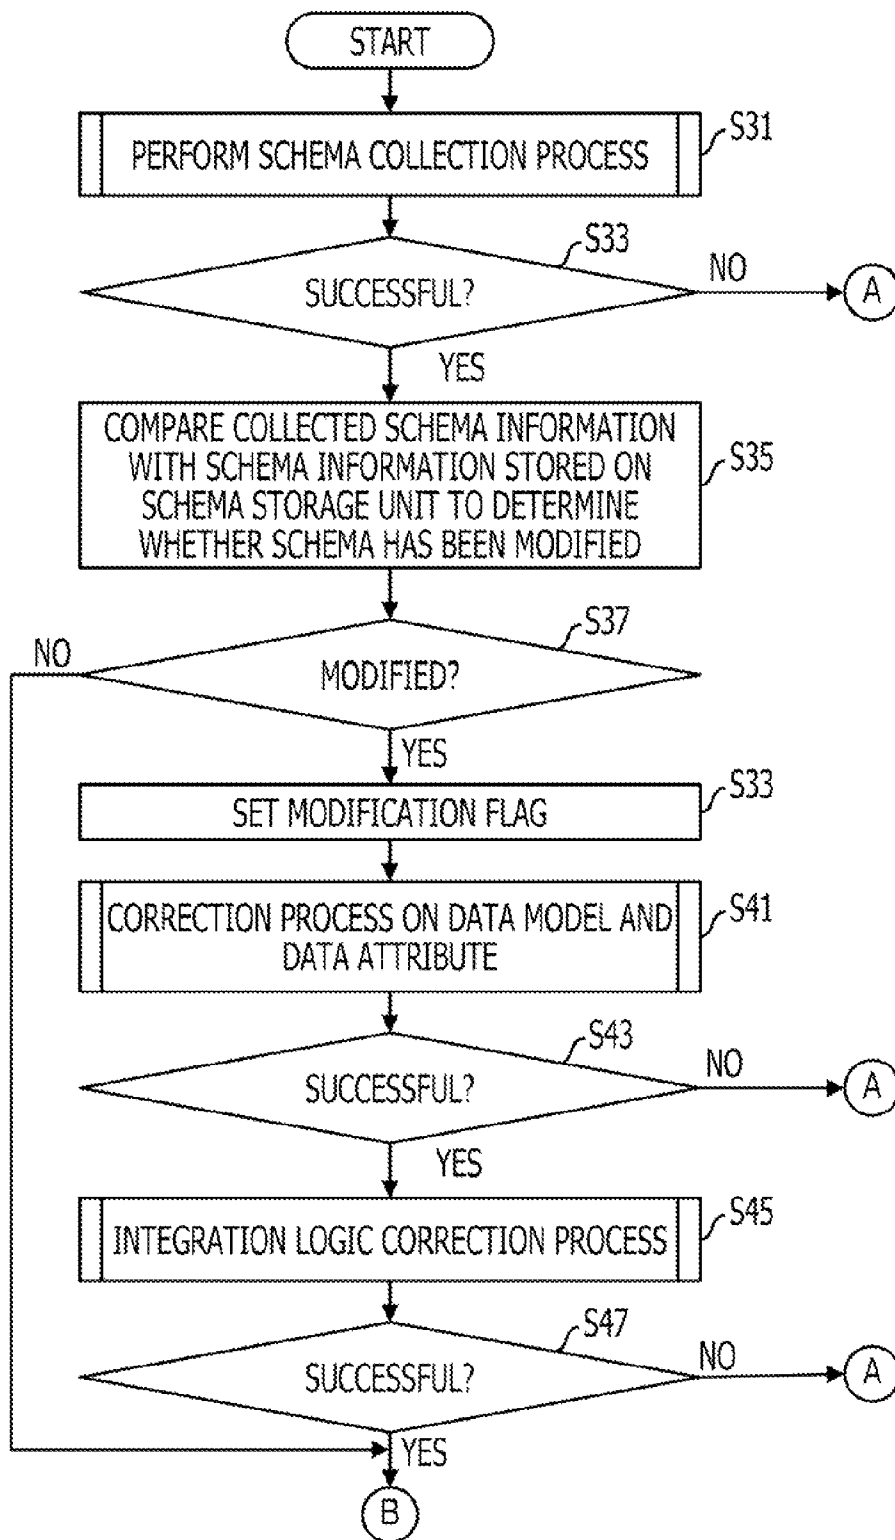 START
PERFORM SCHEMA COLLECTION PROCESS
S31
S33
SUCCESSFUL?
NO
A
YES
COMPARE COLLECTED SCHEMA INFORMATION
WITH SCHEMA INFORMATION STORED ON
SCHEMA STORAGE UNIT TO DETERMINE
WHETHER SCHEMA HAS BEEN MODIFIED
S35
S37
NO
MODIFIED?
YES
SET MODIFICATION FLAG
S33
CORRECTION PROCESS ON DATA MODEL AND
DATA ATTRIBUTE
S41
S43
SUCCESSFUL?
NO
A
YES
INTEGRATION LOGIC CORRECTION PROCESS
S45
S47
SUCCESSFUL?
NO
A
YES
B